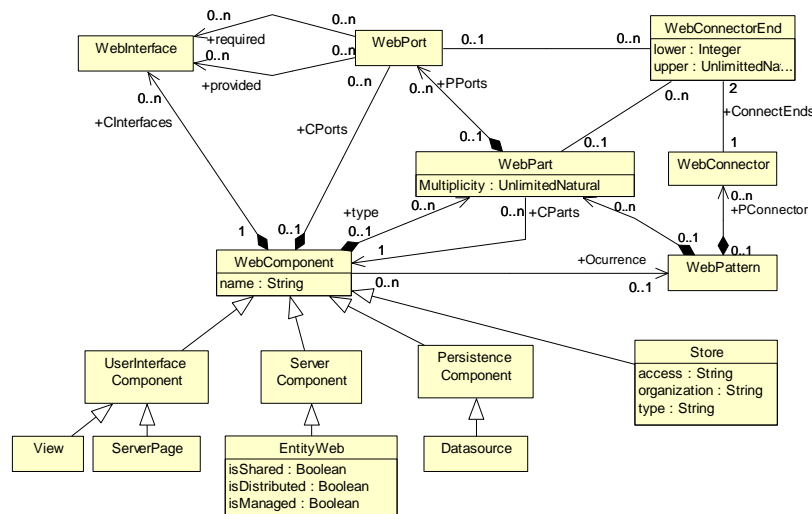 0..n
0..n
WebConnectorEnd
+required
WebInterface
WebPort
0..1
0..n
lower : Integer
0..n
0..n
upper : UnlimittedNa...
+provided
0..n
0..n
0..n
+PPorts
0..n
2
+CInterfaces
+CPorts
+ConnectEnds
0..1
0..1
1
WebPart
WebConnector
Multiplicity : UnlimitedNatural
+type
0..n
0..n
0..n
0..n
+CParts
+PConnector
1
0..1
0..1
1
0..1
0..1
WebComponent
+Ocurrence
WebPattern
name : String
0..n
0..1
UserInterface
Component
Server
Component
Persistence
Component
Store
access : String
organization : String
type : String
View
ServerPage
EntityWeb
Datasource
isShared : Boolean
isDistributed : Boolean
isManaged : Boolean